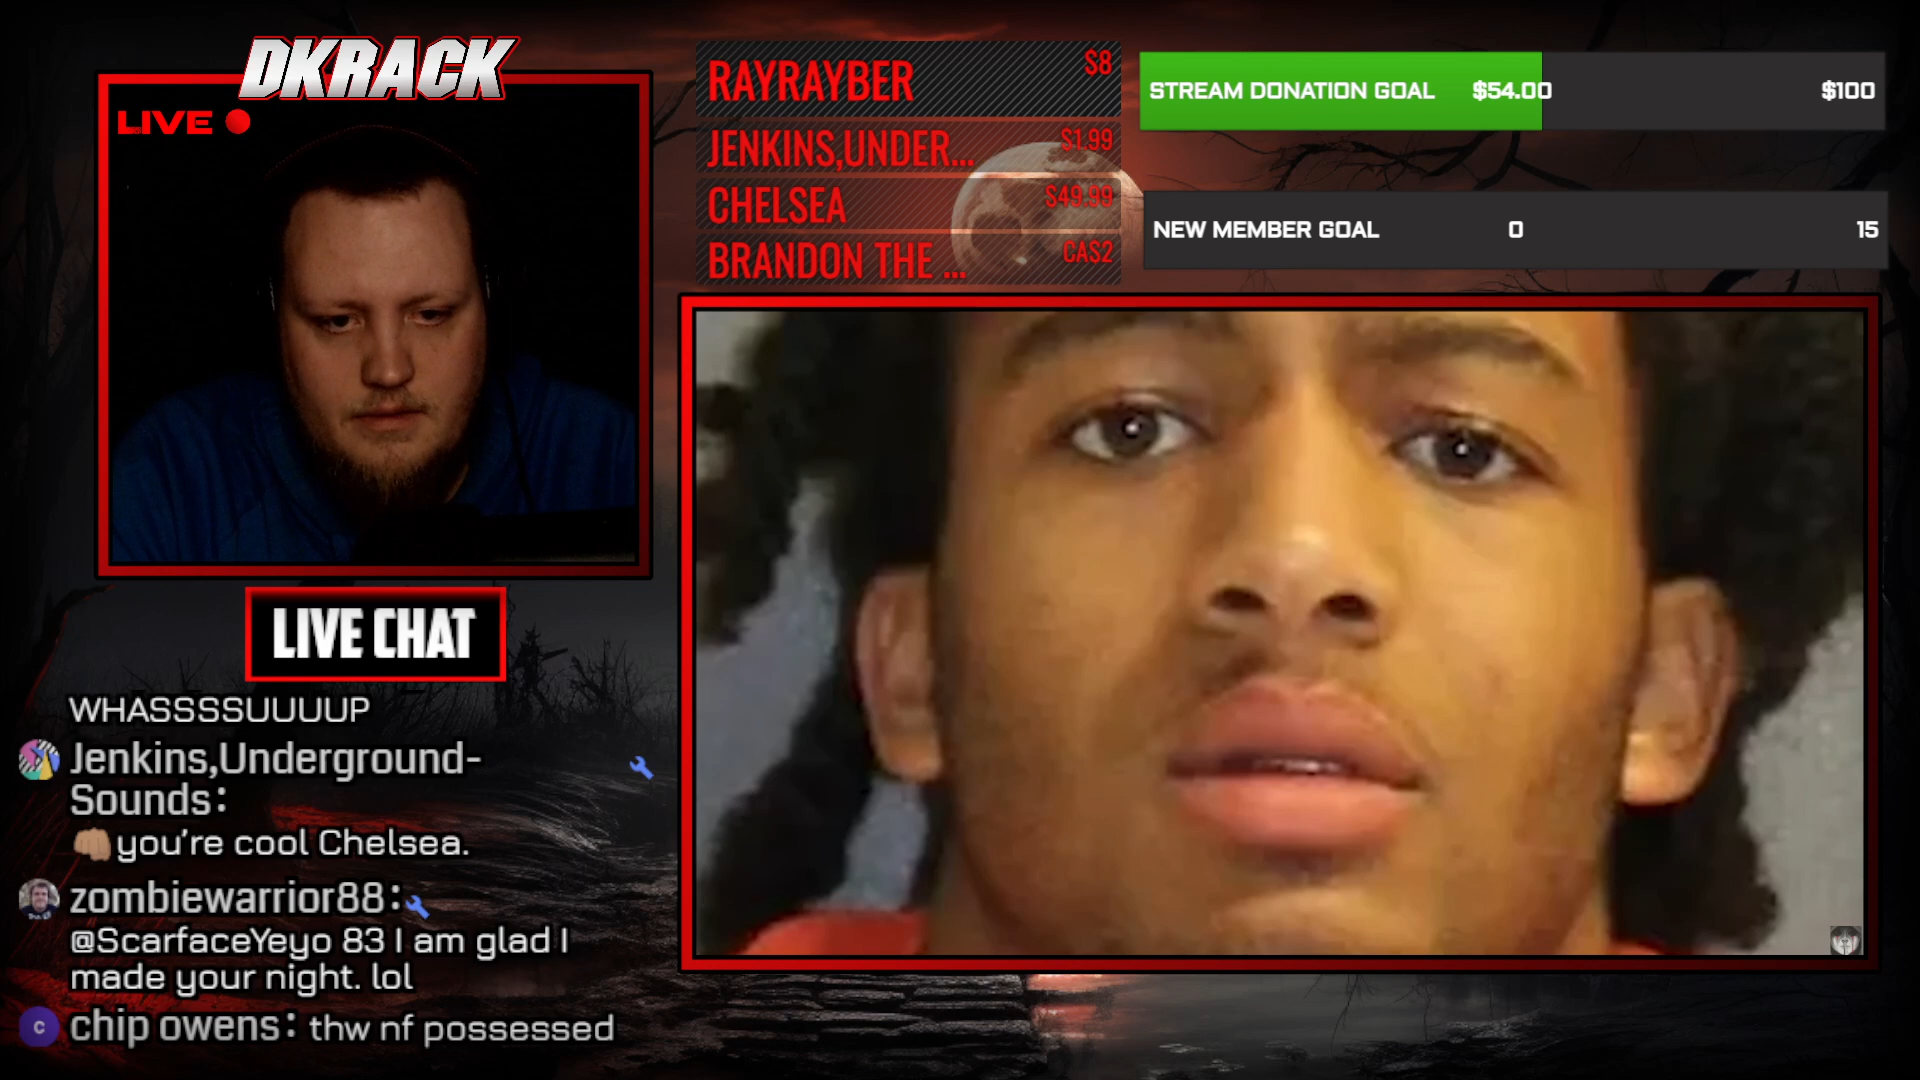 DKRACK
LIVE
RAYRAYBER $8
JENKINS,UNDER... $1.99
CHELSEA $49.99
BRANDON THE ... CA$2
STREAM DONATION GOAL $54.00 $100
NEW MEMBER GOAL 0 15
LIVE CHAT
WHASSSSUUUUP
Jenkins,Underground-
Sounds:
👊🏽you're cool Chelsea.
zombiewarrior88:
@ScarfaceYeyo 83 I am glad I
made your night. lol
c chip owens: thw nf possessed